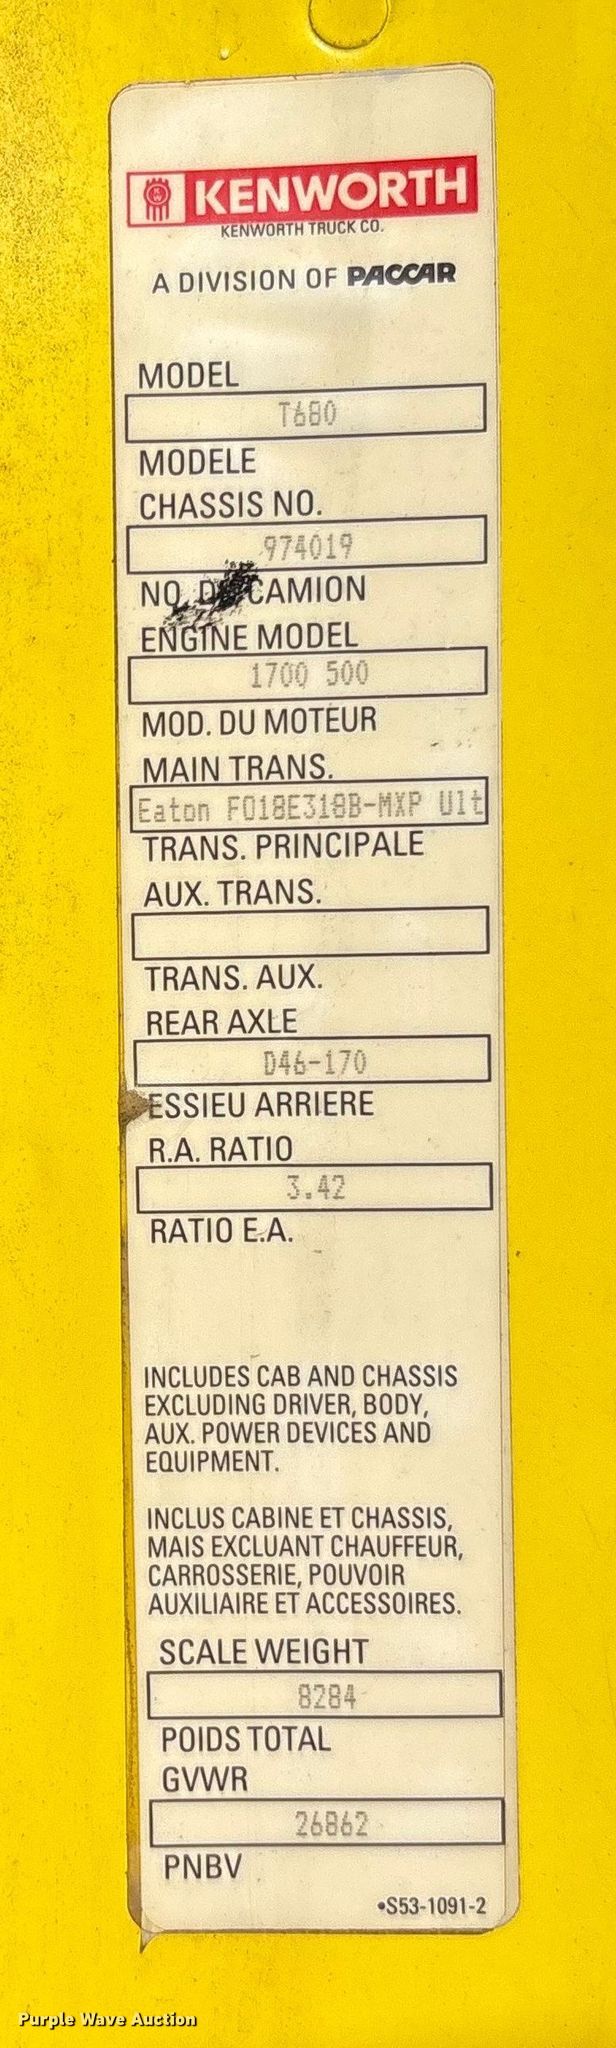 KENWORTH
KENWORTH TRUCK CO.
A DIVISION OF PACCAR
MODEL
T680
MODELE
CHASSIS NO.
974019
NO. CAMION
ENGINE MODEL
1700 500
MOD. DU MOTEUR
MAIN TRANS.
Eaton FO18E318B-MXP Ult
TRANS. PRINCIPALE
AUX. TRANS.
TRANS. AUX.
REAR AXLE
D46-170
ESSIEU ARRIERE
R.A. RATIO
3.42
RATIO E.A.
INCLUDES CAB AND CHASSIS
EXCLUDING DRIVER, BODY,
AUX. POWER DEVICES AND
EQUIPMENT.
INCLUS CABINE ET CHASSIS,
MAIS EXCLUANT CHAUFFEUR,
CARROSSERIE, POUVOIR
AUXILIAIRE ET ACCESSOIRES.
SCALE WEIGHT
8284
POIDS TOTAL
GVWR
26862
PNBV
•S53-1091-2
Purple Wave Auction